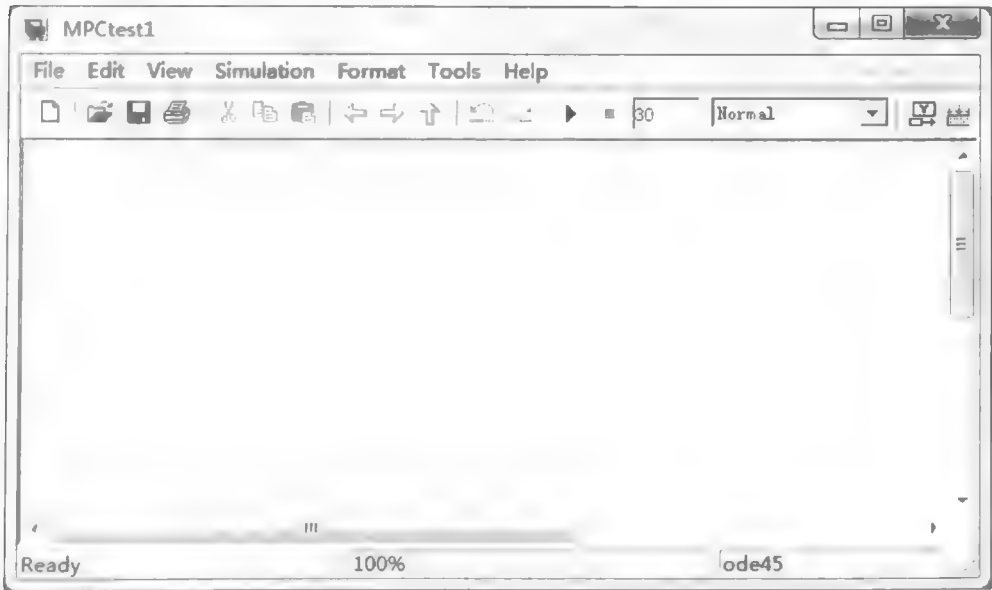 MPCtest1
File Edit View Simulation Format Tools Help
30 Normal
Ready 100% ode45